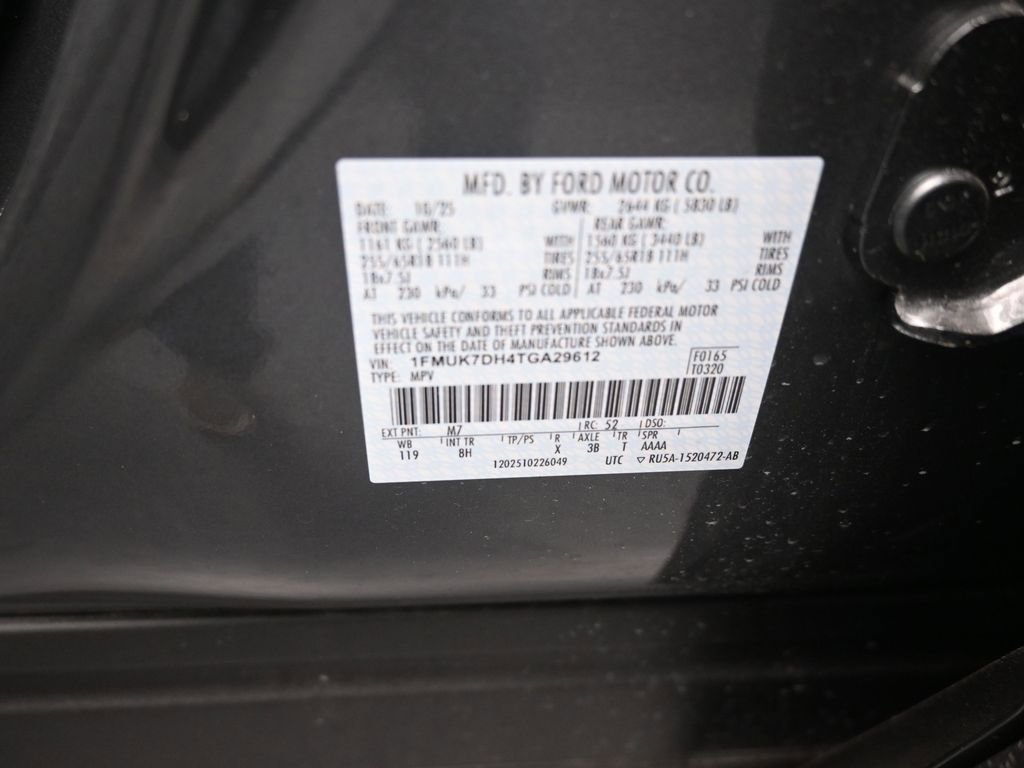 MFD. BY FORD MOTOR CO.
DATE: 10/25 GVWR: 2644 KG ( 5830 LB)
FRONT GAWR: REAR GAWR:
1161 KG ( 2560 LB) WITH 1560 KG ( 3440 LB) WITH
255/65R18 111H TIRES 255/65R18 111H TIRES
18x7.5J RIMS 18x7.5J RIMS
AT 230 kPa/ 33 PSI COLD AT 230 kPa/ 33 PSI COLD
THIS VEHICLE CONFORMS TO ALL APPLICABLE FEDERAL MOTOR
VEHICLE SAFETY AND THEFT PREVENTION STANDARDS IN
EFFECT ON THE DATE OF MANUFACTURE SHOWN ABOVE.
VIN: 1FMUK7DH4TGA29612 F0165
TYPE: MPV T0320
EXT PNT: M7 RC: 52 DSO:
WB INT TR TP/PS R AXLE TR SPR
119 8H X 3B T AAAA
1202510226049 UTC ▽ RU5A-1520472-AB